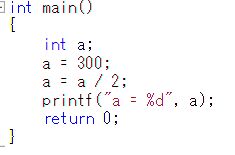 int main()
{
int a;
a = 300;
a = a / 2;
printf("a = %d", a);
return 0;
}